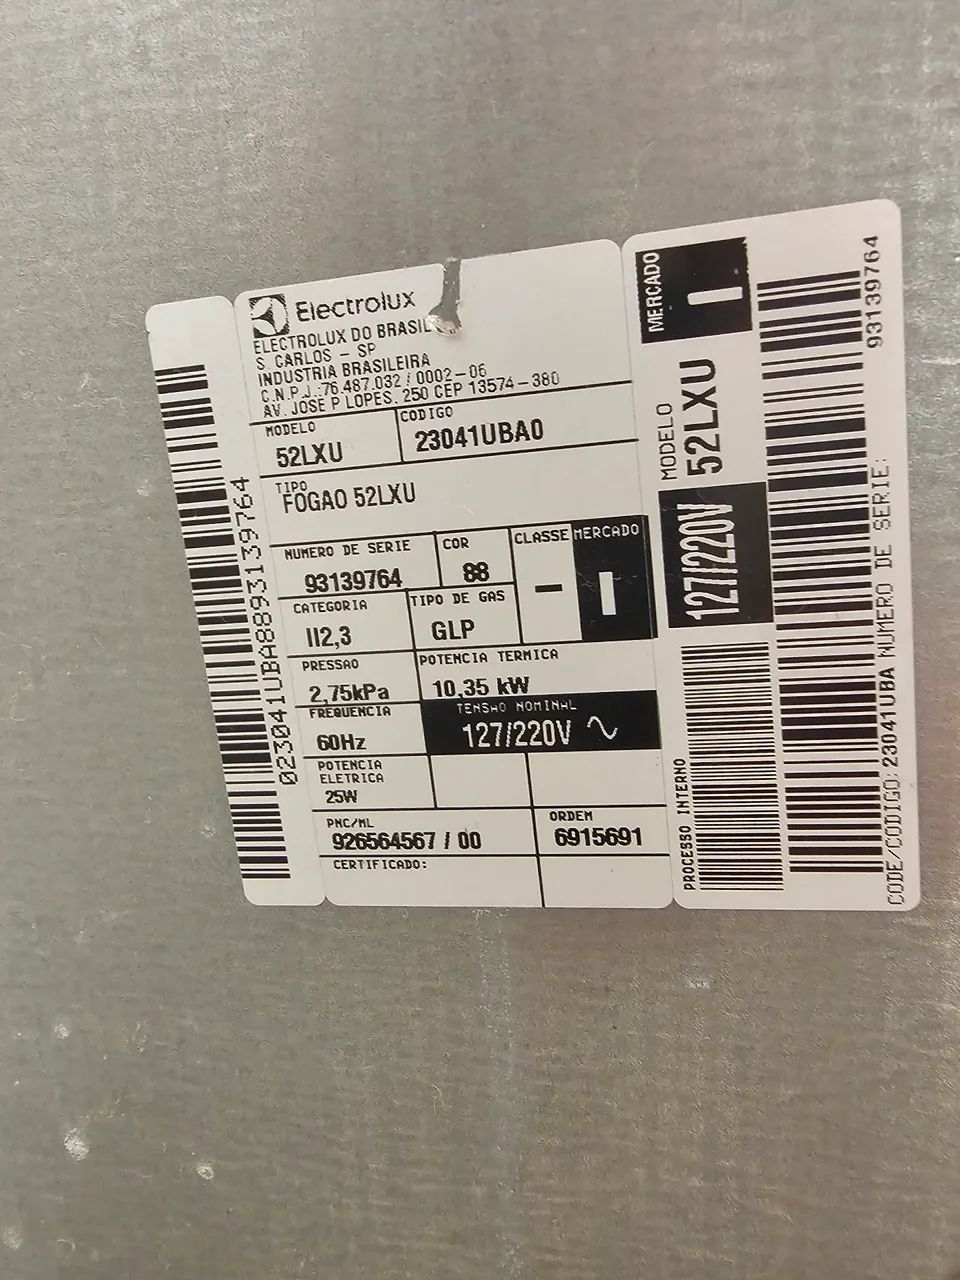 Electrolux
ELECTROLUX DO BRASIL
S. CARLOS - SP
INDUSTRIA BRASILEIRA
C.N.P.J.:76.487.032 / 0002-06
AV. JOSE P LOPES, 250 CEP 13574-380
MODELO
52LXU
CODIGO
23041UBA0
TIPO
FOGAO 52LXU
NUMERO DE SERIE
93139764
COR
88
CLASSE
-
MERCADO
I
CATEGORIA
II2,3
TIPO DE GAS
GLP
PRESSAO
2,75kPa
POTENCIA TERMICA
10,35 kW
FREQUENCIA
60Hz
TENSAO NOMINAL
127/220V ~
POTENCIA
ELETRICA
25W
PNC/ML
926564567 / 00
ORDEM
6915691
CERTIFICADO:
023041UBA8893139764
MERCADO I
MODELO
52LXU
127/220V
PROCESSO INTERNO
93139764
CODE/CODIGO:23041UBA NUMERO DE SERIE: